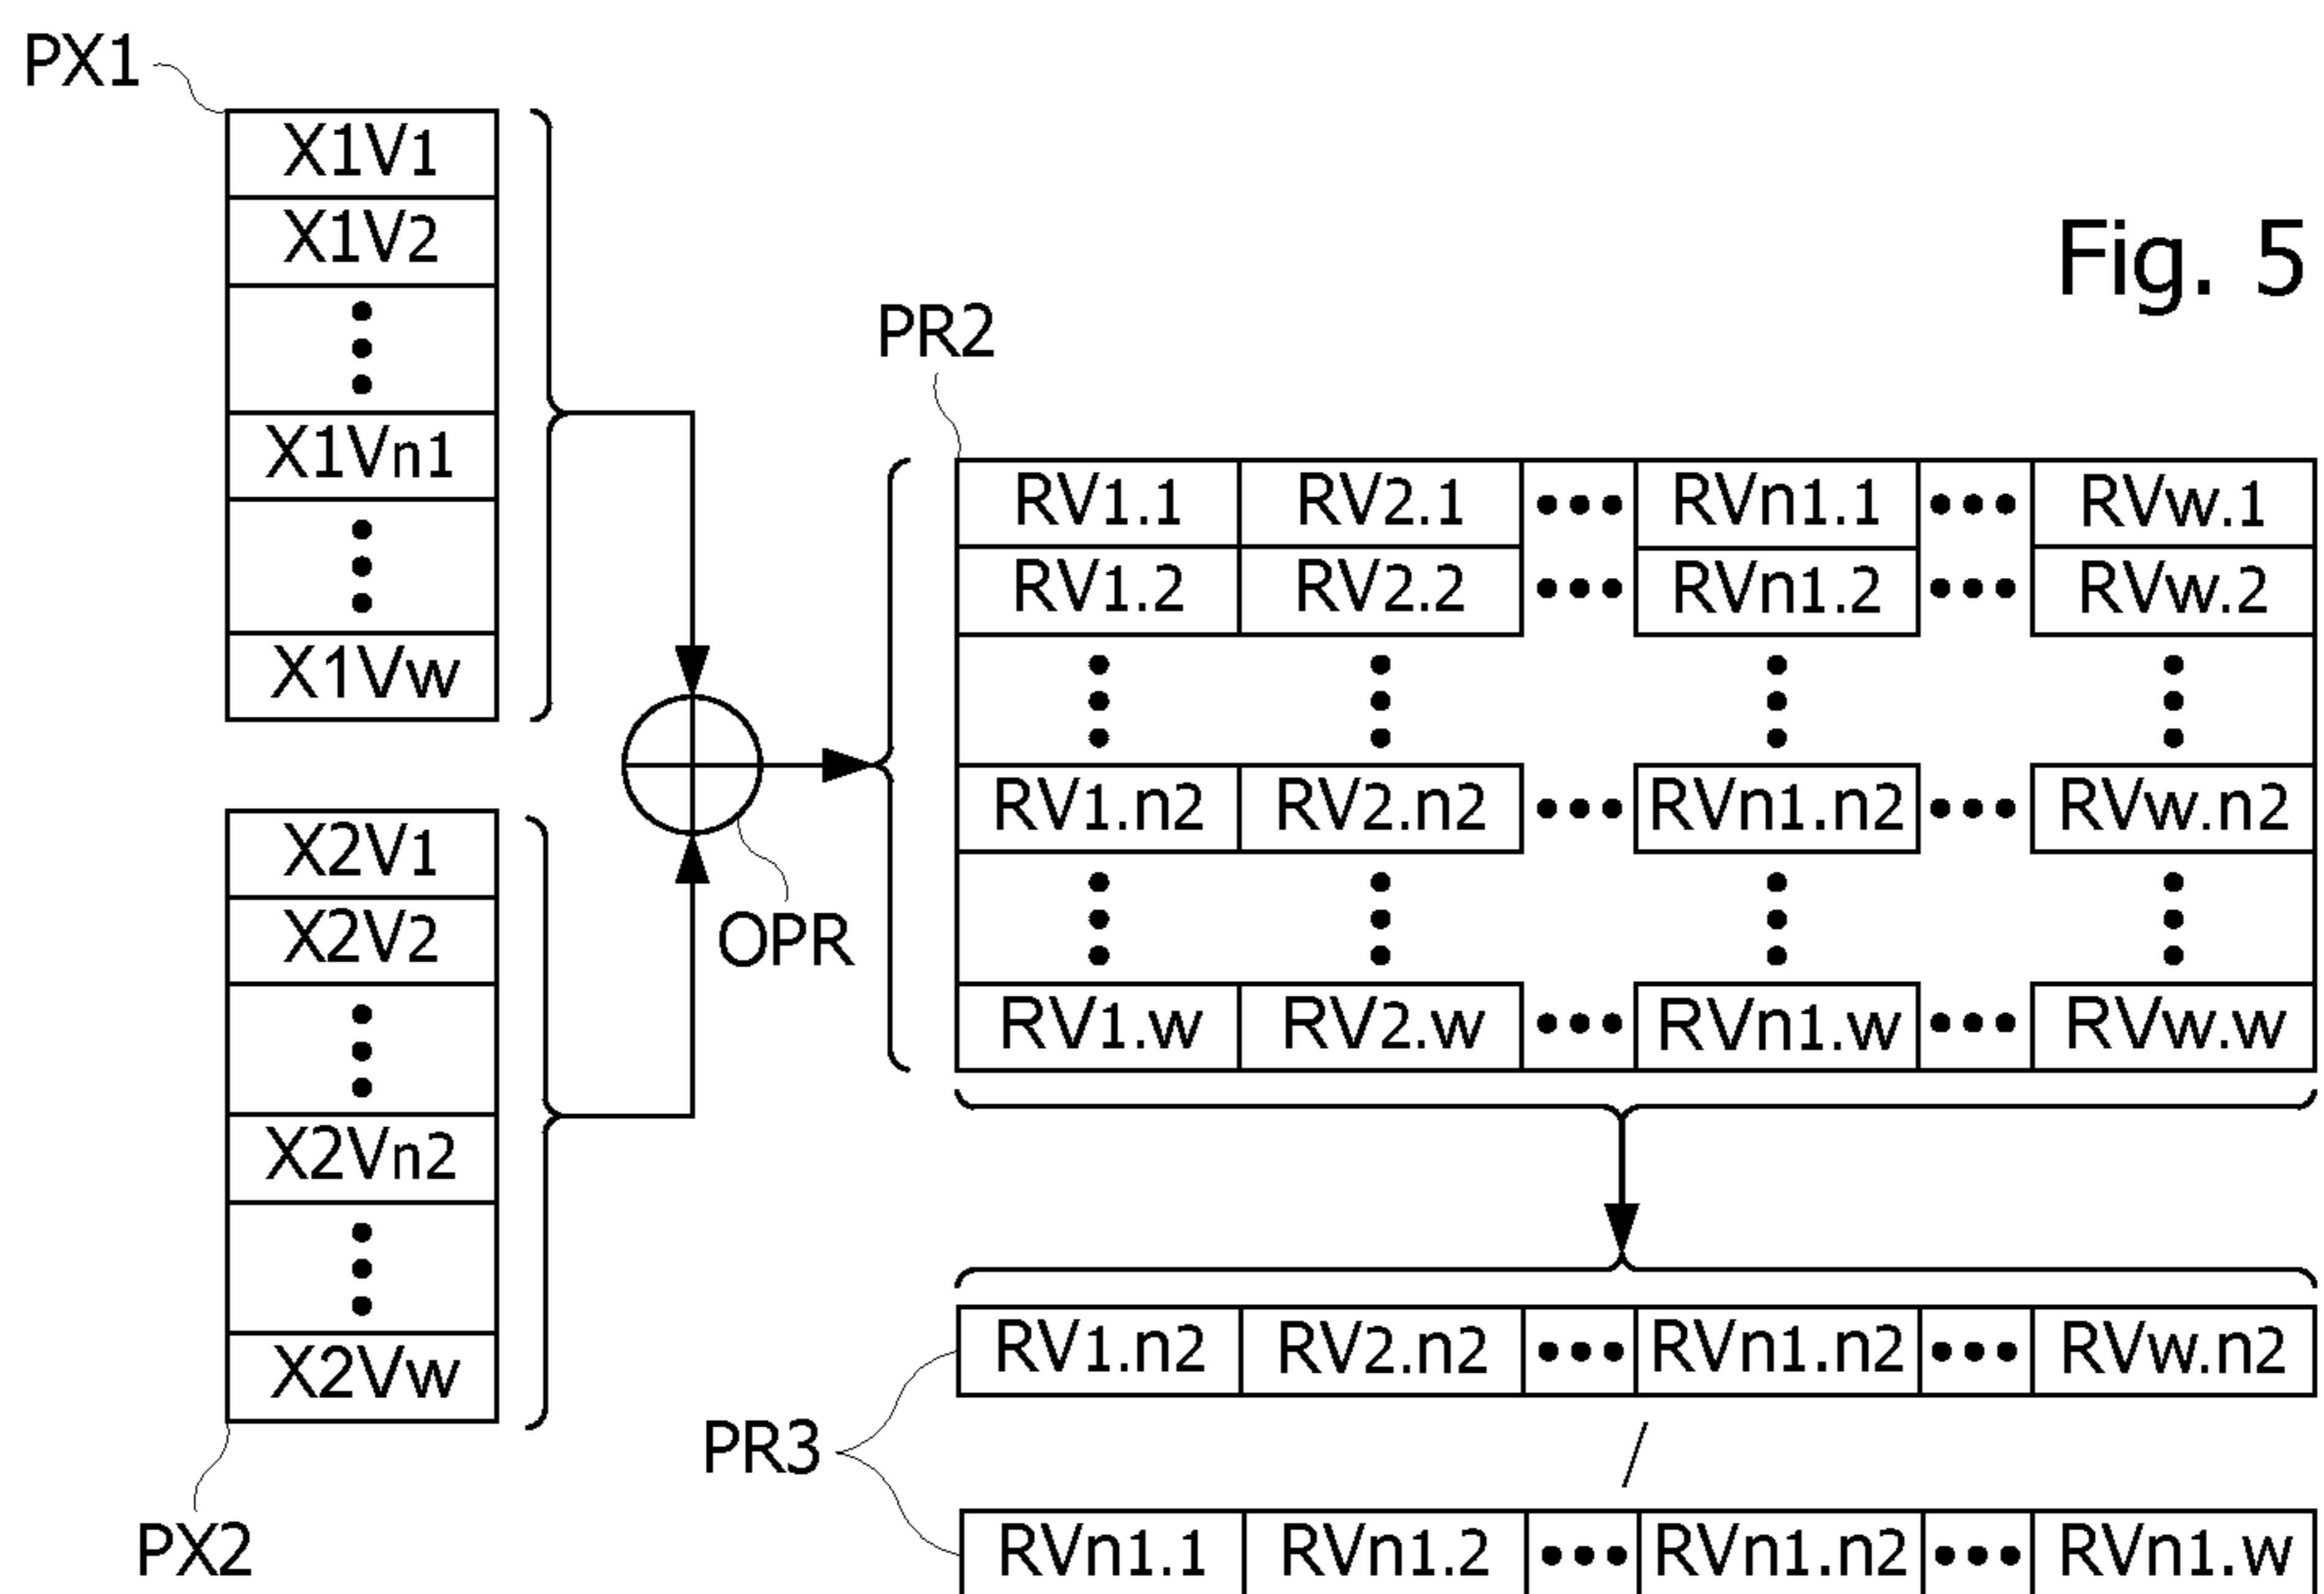 PX1
X1V1
X1V2
X1Vn1
X1Vw
Fig. 5
PR2
RV1.1 RV2.1 ••• RVn1.1 ••• RVw.1
RV1.2 RV2.2 ••• RVn1.2 ••• RVw.2
RV1.n2 RV2.n2 ••• RVn1.n2 ••• RVw.n2
RV1.w RV2.w ••• RVn1.w ••• RVw.w
OPR
X2V1
X2V2
X2Vn2
X2Vw
PX2
PR3
RV1.n2 RV2.n2 ••• RVn1.n2 ••• RVw.n2
/
RVn1.1 RVn1.2 ••• RVn1.n2 ••• RVn1.w